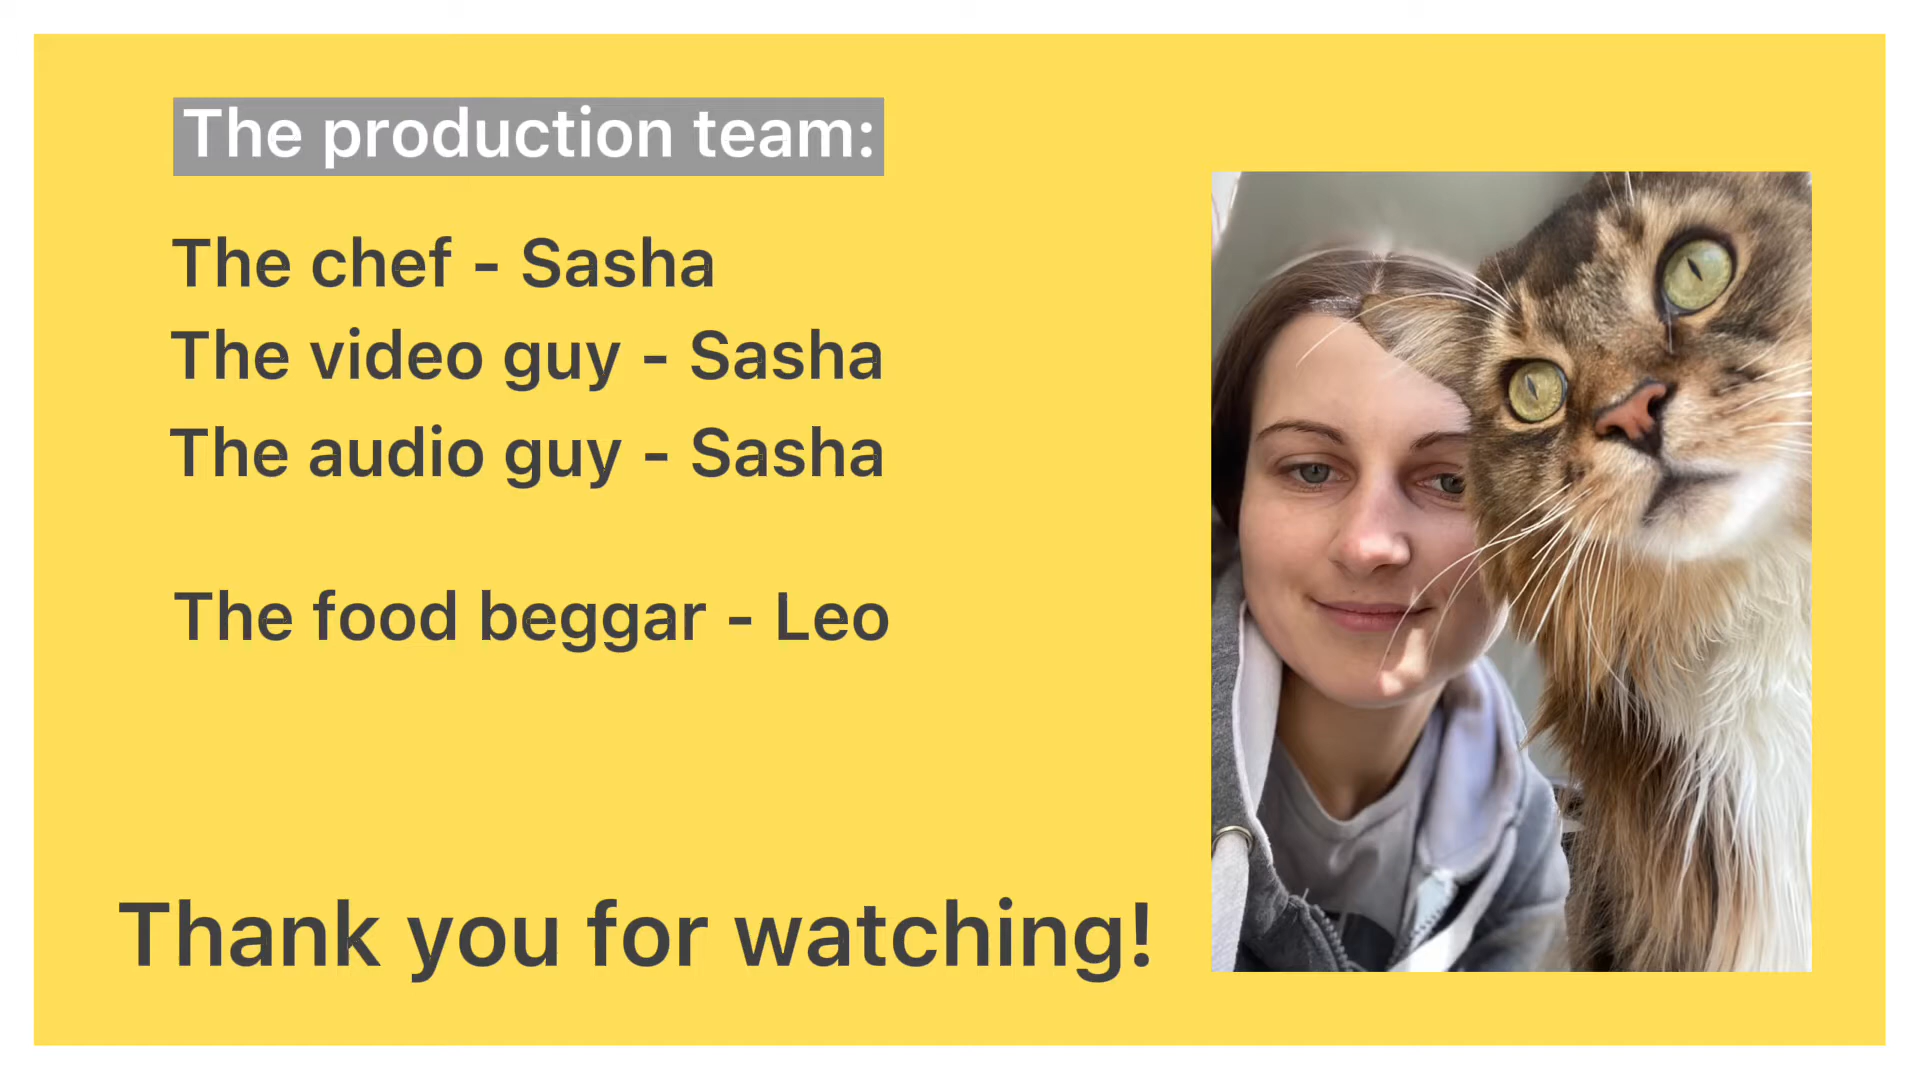 The production team:
The chef - Sasha
The video guy - Sasha
The audio guy - Sasha
The food beggar - Leo
Thank you for watching!